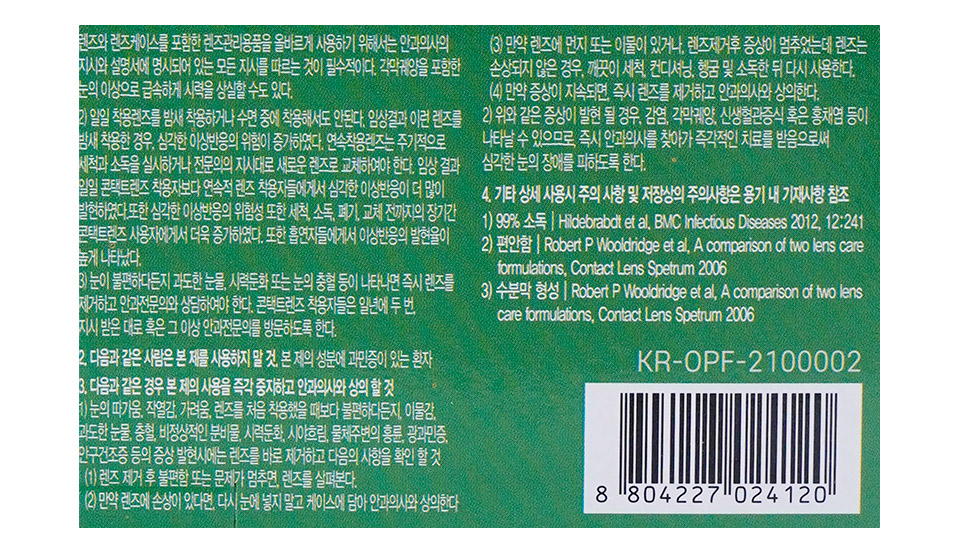 렌즈와 렌즈케이스를 포함한 렌즈관리용품을 올바르게 사용하기 위해서는 안과의사의
지시와 설명서에 명시되어 있는 모든 지시를 따르는 것이 필수적이다. 각막궤양을 포함한
눈의 이상으로 급속하게 시력을 상실할 수도 있다.
2) 일일 착용렌즈를 밤새 착용하거나 수면 중에 착용해서도 안된다. 임상결과 이런 렌즈를
밤새 착용한 경우, 심각한 이상반응의 위험이 증가하였다. 연속착용렌즈는 주기적으로
세척과 소독을 실시하거나 전문의의 지시대로 새로운 렌즈로 교체하여야 한다. 임상 결과
일일 콘택트렌즈 착용자보다 연속적 렌즈 착용자들에게서 심각한 이상반응이 더 많이
발현하였다.또한 심각한 이상반응의 위험성 또한 세척, 소독, 폐기, 교체 전까지의 장기간
콘택트렌즈 사용자에게서 더욱 증가하였다. 또한 흡연자들에게서 이상반응의 발현율이
높게 나타났다.
3) 눈이 불편하다든지 과도한 눈물, 시력둔화 또는 눈의 충혈 등이 나타나면 즉시 렌즈를
제거하고 안과전문의와 상담하여야 한다. 콘택트렌즈 착용자들은 일년에 두 번,
지시 받은 대로 혹은 그 이상 안과전문의를 방문하도록 한다.
2. 다음과 같은 사람은 본 제를 사용하지 말 것. 본 제의 성분에 과민증이 있는 환자
3. 다음과 같은 경우 본 제의 사용을 즉각 중지하고 안과의사와 상의 할 것
1) 눈의 따가움, 작열감, 가려움, 렌즈를 처음 착용했을 때보다 불편하다든지, 이물감,
과도한 눈물, 충혈, 비정상적인 분비물, 시력둔화, 시야흐림, 물체주변의 홍륜, 광과민증,
안구건조증 등의 증상 발현시에는 렌즈를 바로 제거하고 다음의 사항을 확인 할 것
(1) 렌즈 제거 후 불편함 또는 문제가 멈추면, 렌즈를 살펴본다.
(2) 만약 렌즈에 손상이 있다면, 다시 눈에 넣지 말고 케이스에 담아 안과의사와 상의한다
(3) 만약 렌즈에 먼지 또는 이물이 있거나, 렌즈제거후 증상이 멈추었는데 렌즈는
손상되지 않은 경우, 깨끗이 세척, 컨디셔닝, 헹굼 및 소독한 뒤 다시 사용한다.
(4) 만약 증상이 지속되면, 즉시 렌즈를 제거하고 안과의사와 상의한다.
2) 위와 같은 증상이 발현 될 경우, 감염, 각막궤양, 신생혈관증식 혹은 홍채염 등이
나타날 수 있으므로, 즉시 안과의사를 찾아가 즉각적인 치료를 받음으로써
심각한 눈의 장애를 피하도록 한다.
4. 기타 상세 사용시 주의 사항 및 저장상의 주의사항은 용기 내 기재사항 참조
1) 99% 소독 | Hildebrabdt et al, BMC Infectious Diseases 2012, 12:241
2) 편안함 | Robert P Wooldridge et al, A comparison of two lens care
formulations, Contact Lens Spetrum 2006
3) 수분막 형성 | Robert P Wooldridge et al, A comparison of two lens
care formulations, Contact Lens Spetrum 2006
KR-OPF-2100002
8 804227 024120